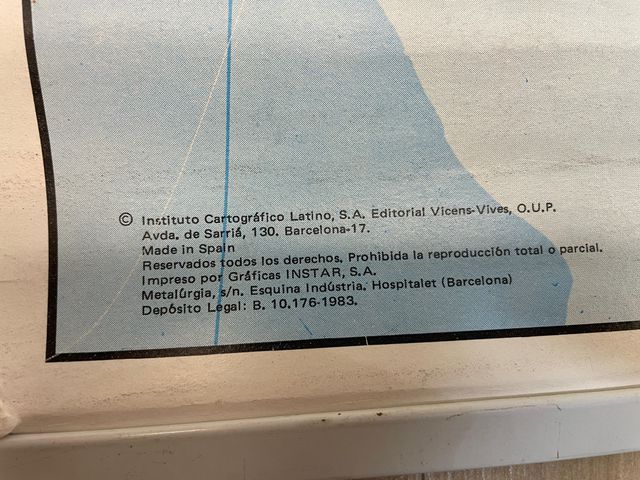 © Instituto Cartográfico Latino, S.A. Editorial Vicens-Vives, O.U.P.
Avda. de Sarriá, 130. Barcelona-17.
Made in Spain
Reservados todos los derechos. Prohibida la reproducción total o parcial.
Impreso por Gráficas INSTAR, S.A.
Metalúrgia, s/n. Esquina Indústria. Hospitalet (Barcelona)
Depósito Legal: B. 10.176-1983.